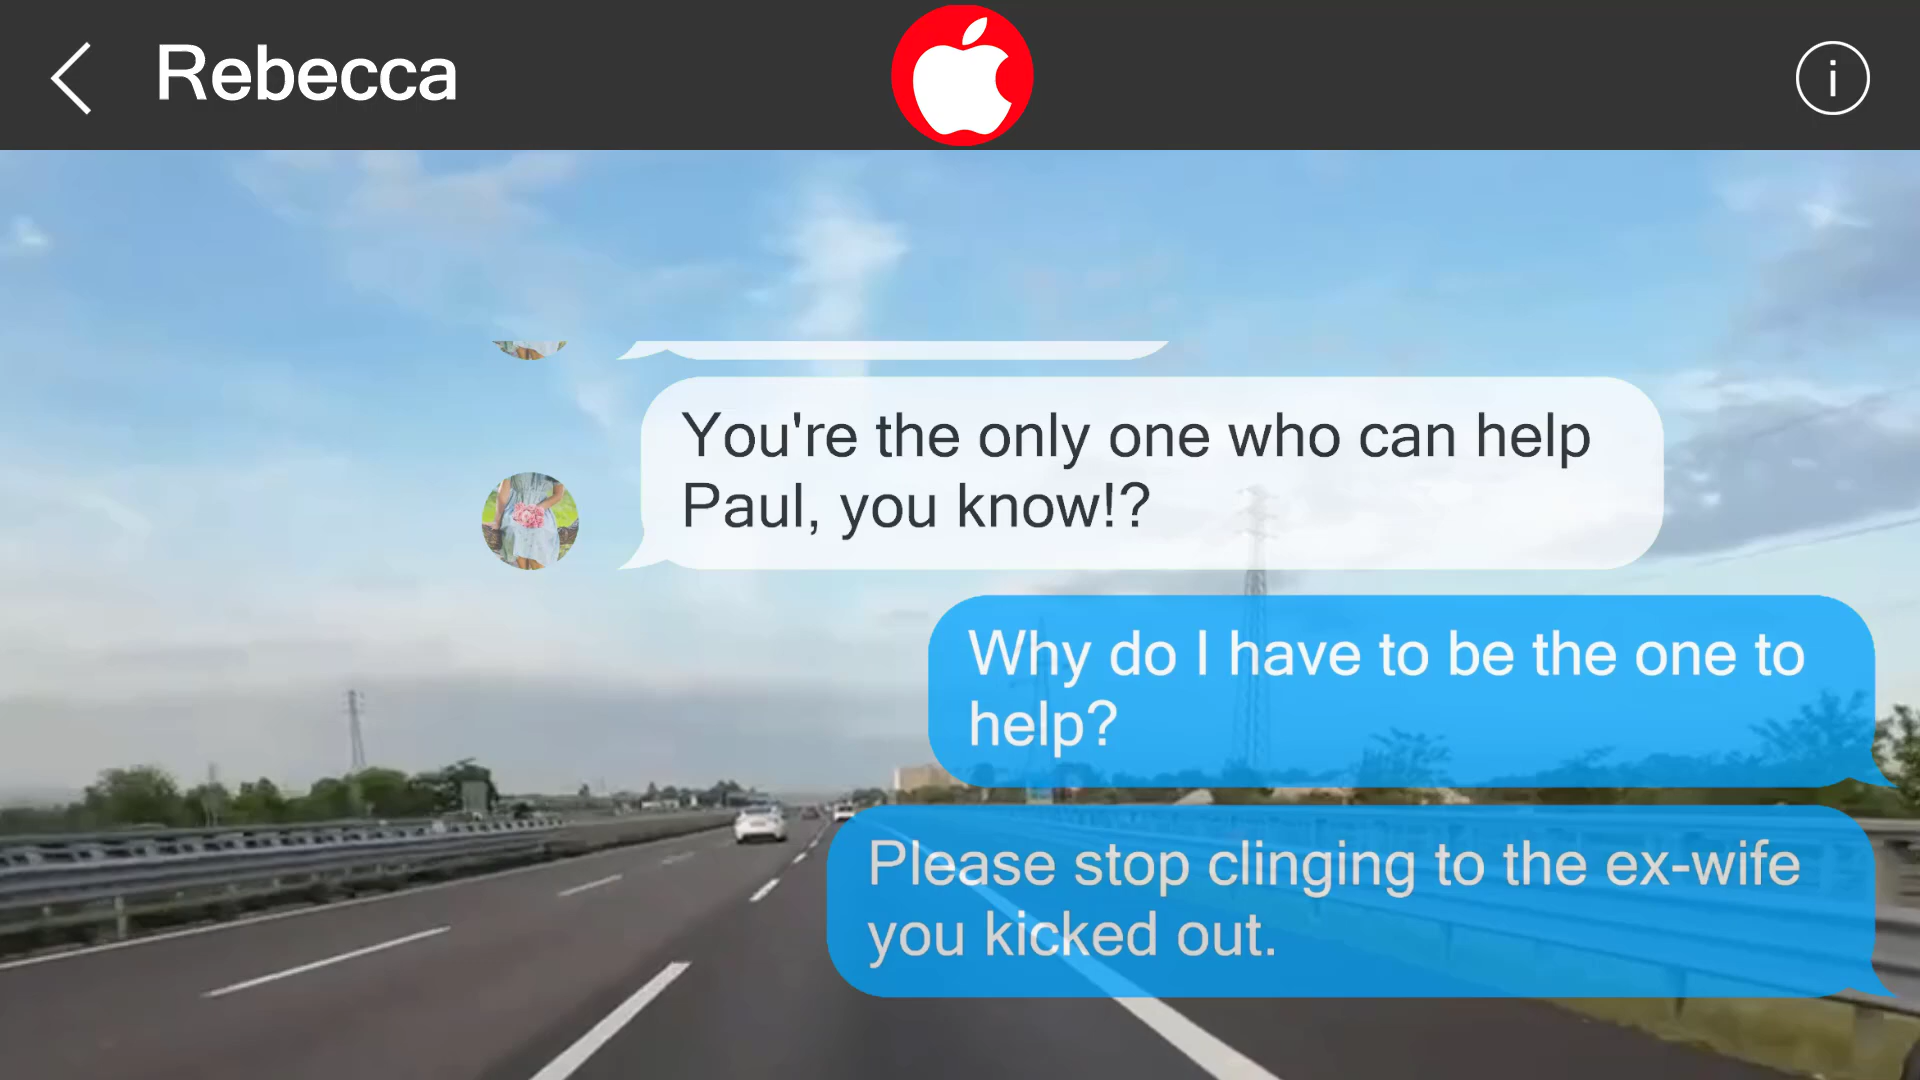 Rebecca
i
You're the only one who can help
Paul, you know!?
Why do I have to be the one to
help?
Please stop clinging to the ex-wife
you kicked out.